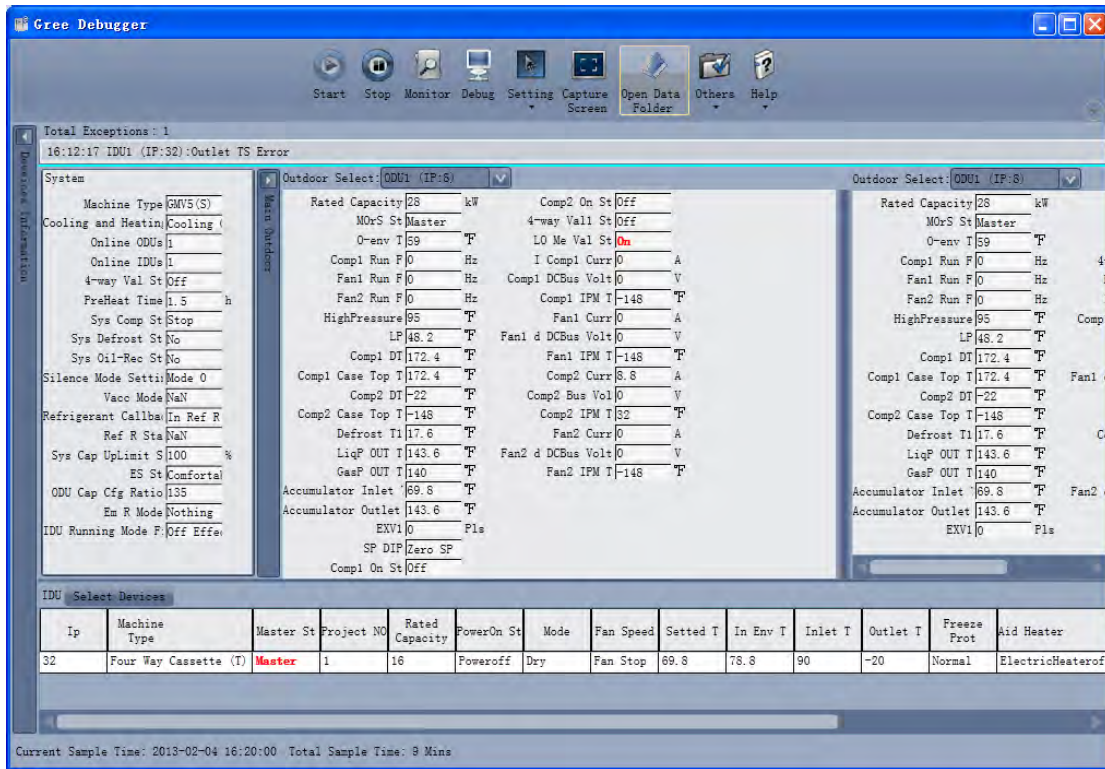 Gree Debugger
Start Stop Monitor Debug Setting Capture Screen Open Data Folder Others Help
Total Exceptions: 1
16:12:17 IDU1 (IP:32):Outlet TS Error
Devices Information
System
Machine Type GMV5(S)
Cooling and Heatin Cooling (
Online ODUs 1
Online IDUs 1
4-way Val St Off
PreHeat Time 1.5 h
Sys Comp St Stop
Sys Defrost St No
Sys Oil-Rec St No
Silence Mode Setti Mode 0
Vacc Mode NaN
Refrigerant Callba In Ref R
Ref R Sta NaN
Sys Cap UpLimit S 100 %
ES St Comfortal
ODU Cap Cfg Ratio 135
Em R Mode Nothing
IDU Running Mode F: Off Effe
Main Outdoor
Outdoor Select: ODU1 (IP:8)
Rated Capacity 28 kW
MOrS St Master
O-env T 59 ℉
Comp1 Run F 0 Hz
Fan1 Run F 0 Hz
Fan2 Run F 0 Hz
HighPressure 95 ℉
LP 48.2 ℉
Comp1 DT 172.4 ℉
Comp1 Case Top T 172.4 ℉
Comp2 DT -22 ℉
Comp2 Case Top T -148 ℉
Defrost T1 17.6 ℉
LiqP OUT T 143.6 ℉
GasP OUT T 140 ℉
Accumulator Inlet 69.8 ℉
Accumulator Outlet 143.6 ℉
EXV1 0 Pls
SP DIP Zero SP
Comp1 On St Off
Comp2 On St Off
4-way Val1 St Off
LO Me Val St On
I Comp1 Curr 0 A
Comp1 DCBus Volt 0 V
Comp1 IPM T -148 ℉
Fan1 Curr 0 A
Fan1 d DCBus Volt 0 V
Fan1 IPM T -148 ℉
Comp2 Curr 8.8 A
Comp2 Bus Vol 0 V
Comp2 IPM T 32 ℉
Fan2 Curr 0 A
Fan2 d DCBus Volt 0 V
Fan2 IPM T -148 ℉
Outdoor Select: ODU1 (IP:8)
Rated Capacity 28 kW
MOrS St Master
O-env T 59 ℉
Comp1 Run F 0 Hz 4-
Fan1 Run F 0 Hz
Fan2 Run F 0 Hz
HighPressure 95 ℉ Comp
LP 48.2 ℉
Comp1 DT 172.4 ℉
Comp1 Case Top T 172.4 ℉ Fan1
Comp2 DT -22 ℉
Comp2 Case Top T -148 ℉
Defrost T1 17.6 ℉
LiqP OUT T 143.6 ℉
GasP OUT T 140 ℉
Accumulator Inlet 69.8 ℉ Fan2
Accumulator Outlet 143.6 ℉
EXV1 0 Pls
IDU Select Devices
Ip Machine Type Master St Project NO Rated Capacity PowerOn St Mode Fan Speed Setted T In Env T Inlet T Outlet T Freeze Prot Aid Heater
32 Four Way Cassette (T) Master 1 16 Poweroff Dry Fan Stop 69.8 78.8 90 -20 Normal ElectricHeaterof
Current Sample Time: 2013-02-04 16:20:00 Total Sample Time: 9 Mins